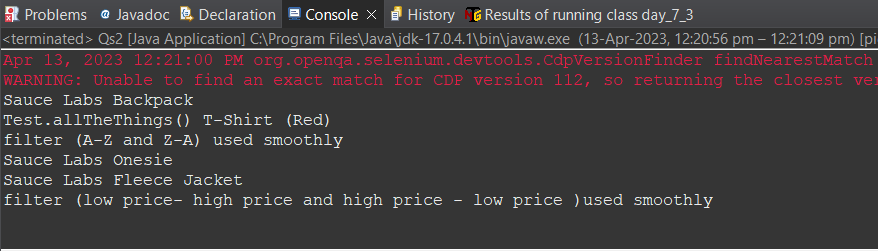 Problems @ Javadoc Declaration Console History Results of running class day_7_3
<terminated> Qs2 [Java Application] C:\Program Files\Java\jdk-17.0.4.1\bin\javaw.exe (13-Apr-2023, 12:20:56 pm – 12:21:09 pm) [pi
Apr 13, 2023 12:21:00 PM org.openqa.selenium.devtools.CdpVersionFinder findNearestMatch
WARNING: Unable to find an exact match for CDP version 112, so returning the closest ver
Sauce Labs Backpack
Test.allTheThings() T-Shirt (Red)
filter (A-Z and Z-A) used smoothly
Sauce Labs Onesie
Sauce Labs Fleece Jacket
filter (low price- high price and high price - low price )used smoothly